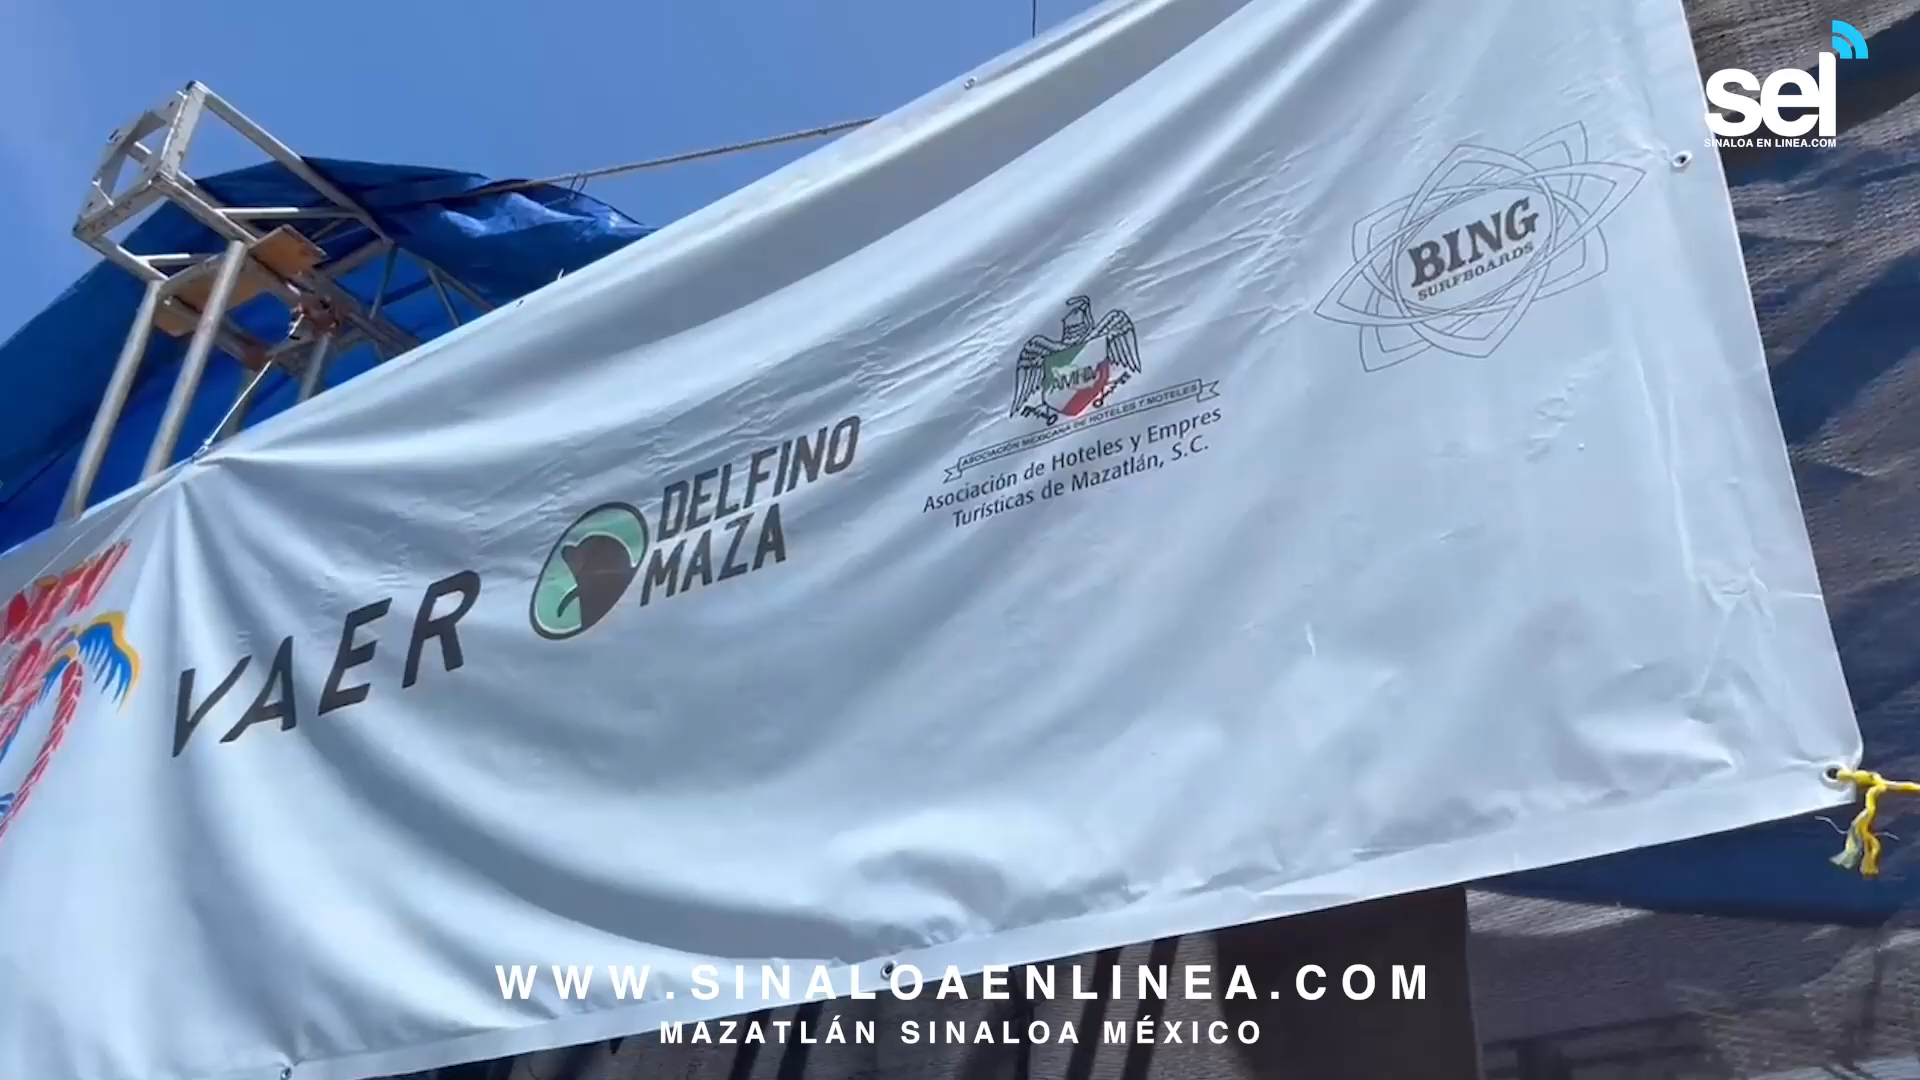 sel
SINALOA EN LINEA.COM
BING
SURFBOARDS
AMHM
ASOCIACIÓN MEXICANA DE HOTELES Y MOTELES
Asociación de Hoteles y Empres
Turísticas de Mazatlán, S.C.
DELFINO
MAZA
VAER
WWW.SINALOAENLINEA.COM
MAZATLÁN SINALOA MÉXICO